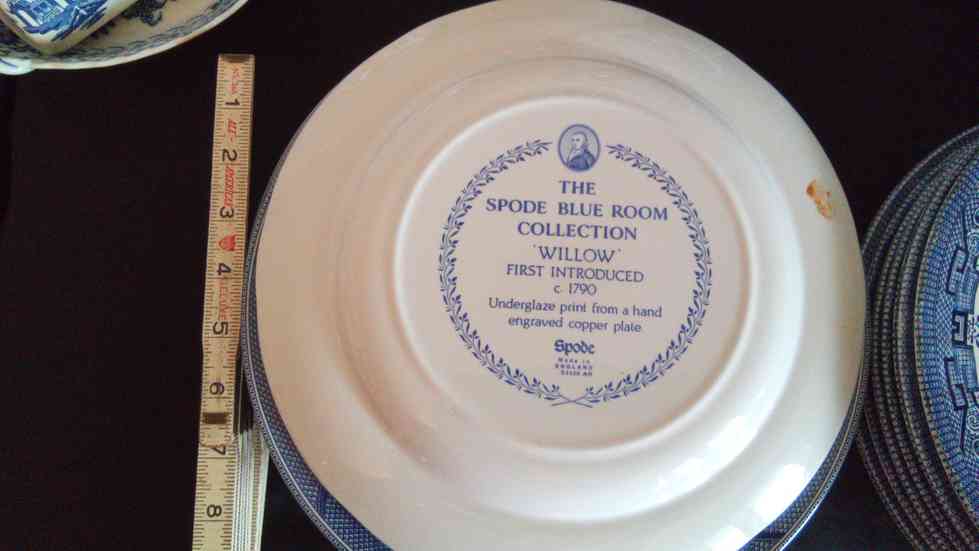 THE
SPODE BLUE ROOM
COLLECTION
'WILLOW'
FIRST INTRODUCED
c. 1790
Underglaze print from a hand
engraved copper plate
Spode
MADE IN
ENGLAND
1
2
3
4
5
6
7
8